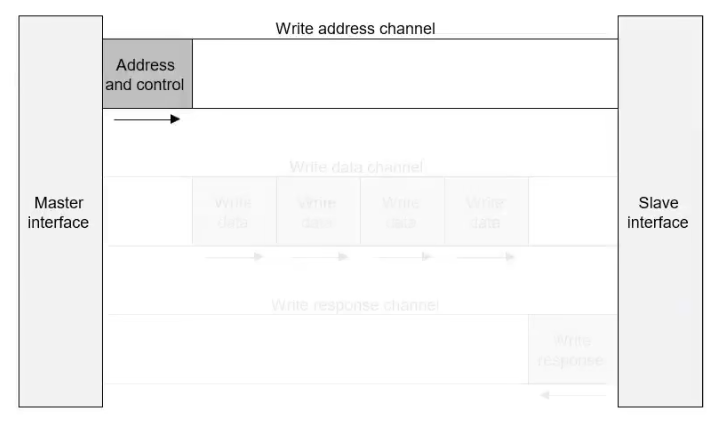 Write address channel
Address
and control
Write data channel
Master
interface
Write
data
Write
data
Write
data
Write
data
Slave
interface
Write response channel
Write
response